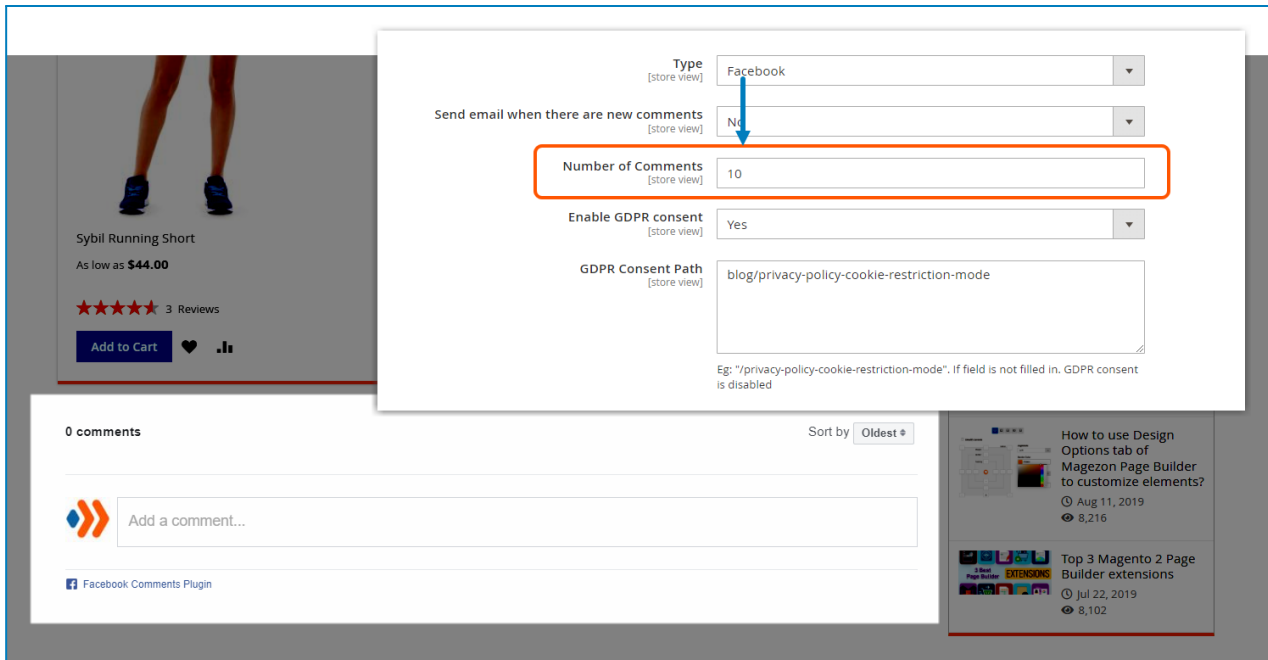 Type
[store view]
Facebook
Send email when there are new comments
[store view]
No
Number of Comments
[store view]
10
Enable GDPR consent
[store view]
Yes
GDPR Consent Path
[store view]
blog/privacy-policy-cookie-restriction-mode
Eg: "/privacy-policy-cookie-restriction-mode". If field is not filled in. GDPR consent
is disabled
Sybil Running Short
As low as $44.00
3 Reviews
Add to Cart
0 comments
Sort by Oldest
Add a comment...
Facebook Comments Plugin
How to use Design
Options tab of
Magezon Page Builder
to customize elements?
Aug 11, 2019
8,216
3 Best
Page Builder EXTENSIONS
Top 3 Magento 2 Page
Builder extensions
Jul 22, 2019
8,102